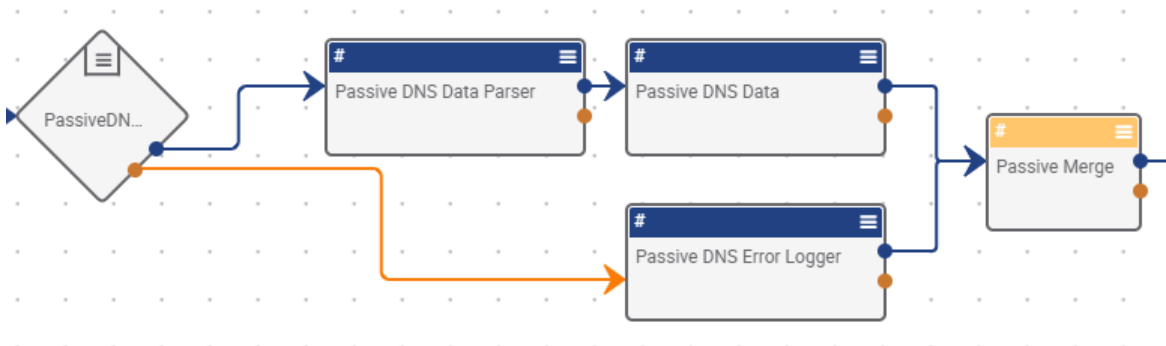 PassiveDN...
#
Passive DNS Data Parser
#
Passive DNS Data
#
Passive DNS Error Logger
#
Passive Merge